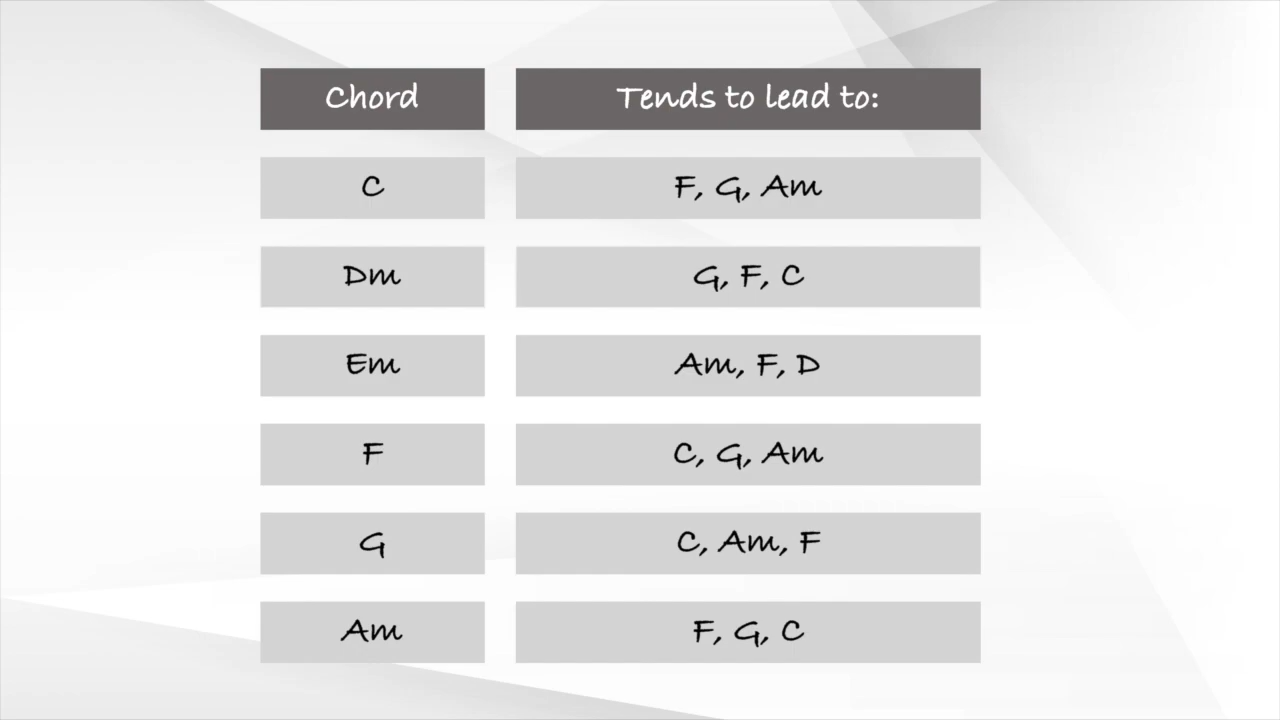 Chord Tends to lead to:
C F, G, Am
Dm G, F, C
Em Am, F, D
F C, G, Am
G C, Am, F
Am F, G, C